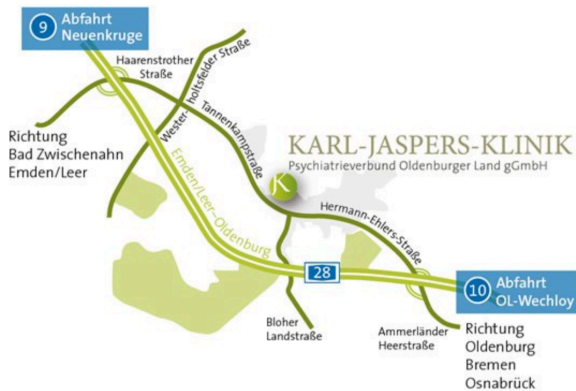 9 Abfahrt
Neuenkruge
Haarenstrother
Straße
Wester-
holtsfelder Straße
Tannenkampstraße
Richtung
Bad Zwischenahn
Emden/Leer
KARL-JASPERS-KLINIK
Psychiatrieverbund Oldenburger Land gGmbH
K
Emden/Leer–Oldenburg
Hermann-Ehlers-Straße
28
10 Abfahrt
OL-Wechloy
Bloher
Landstraße
Ammerländer
Heerstraße
Richtung
Oldenburg
Bremen
Osnabrück